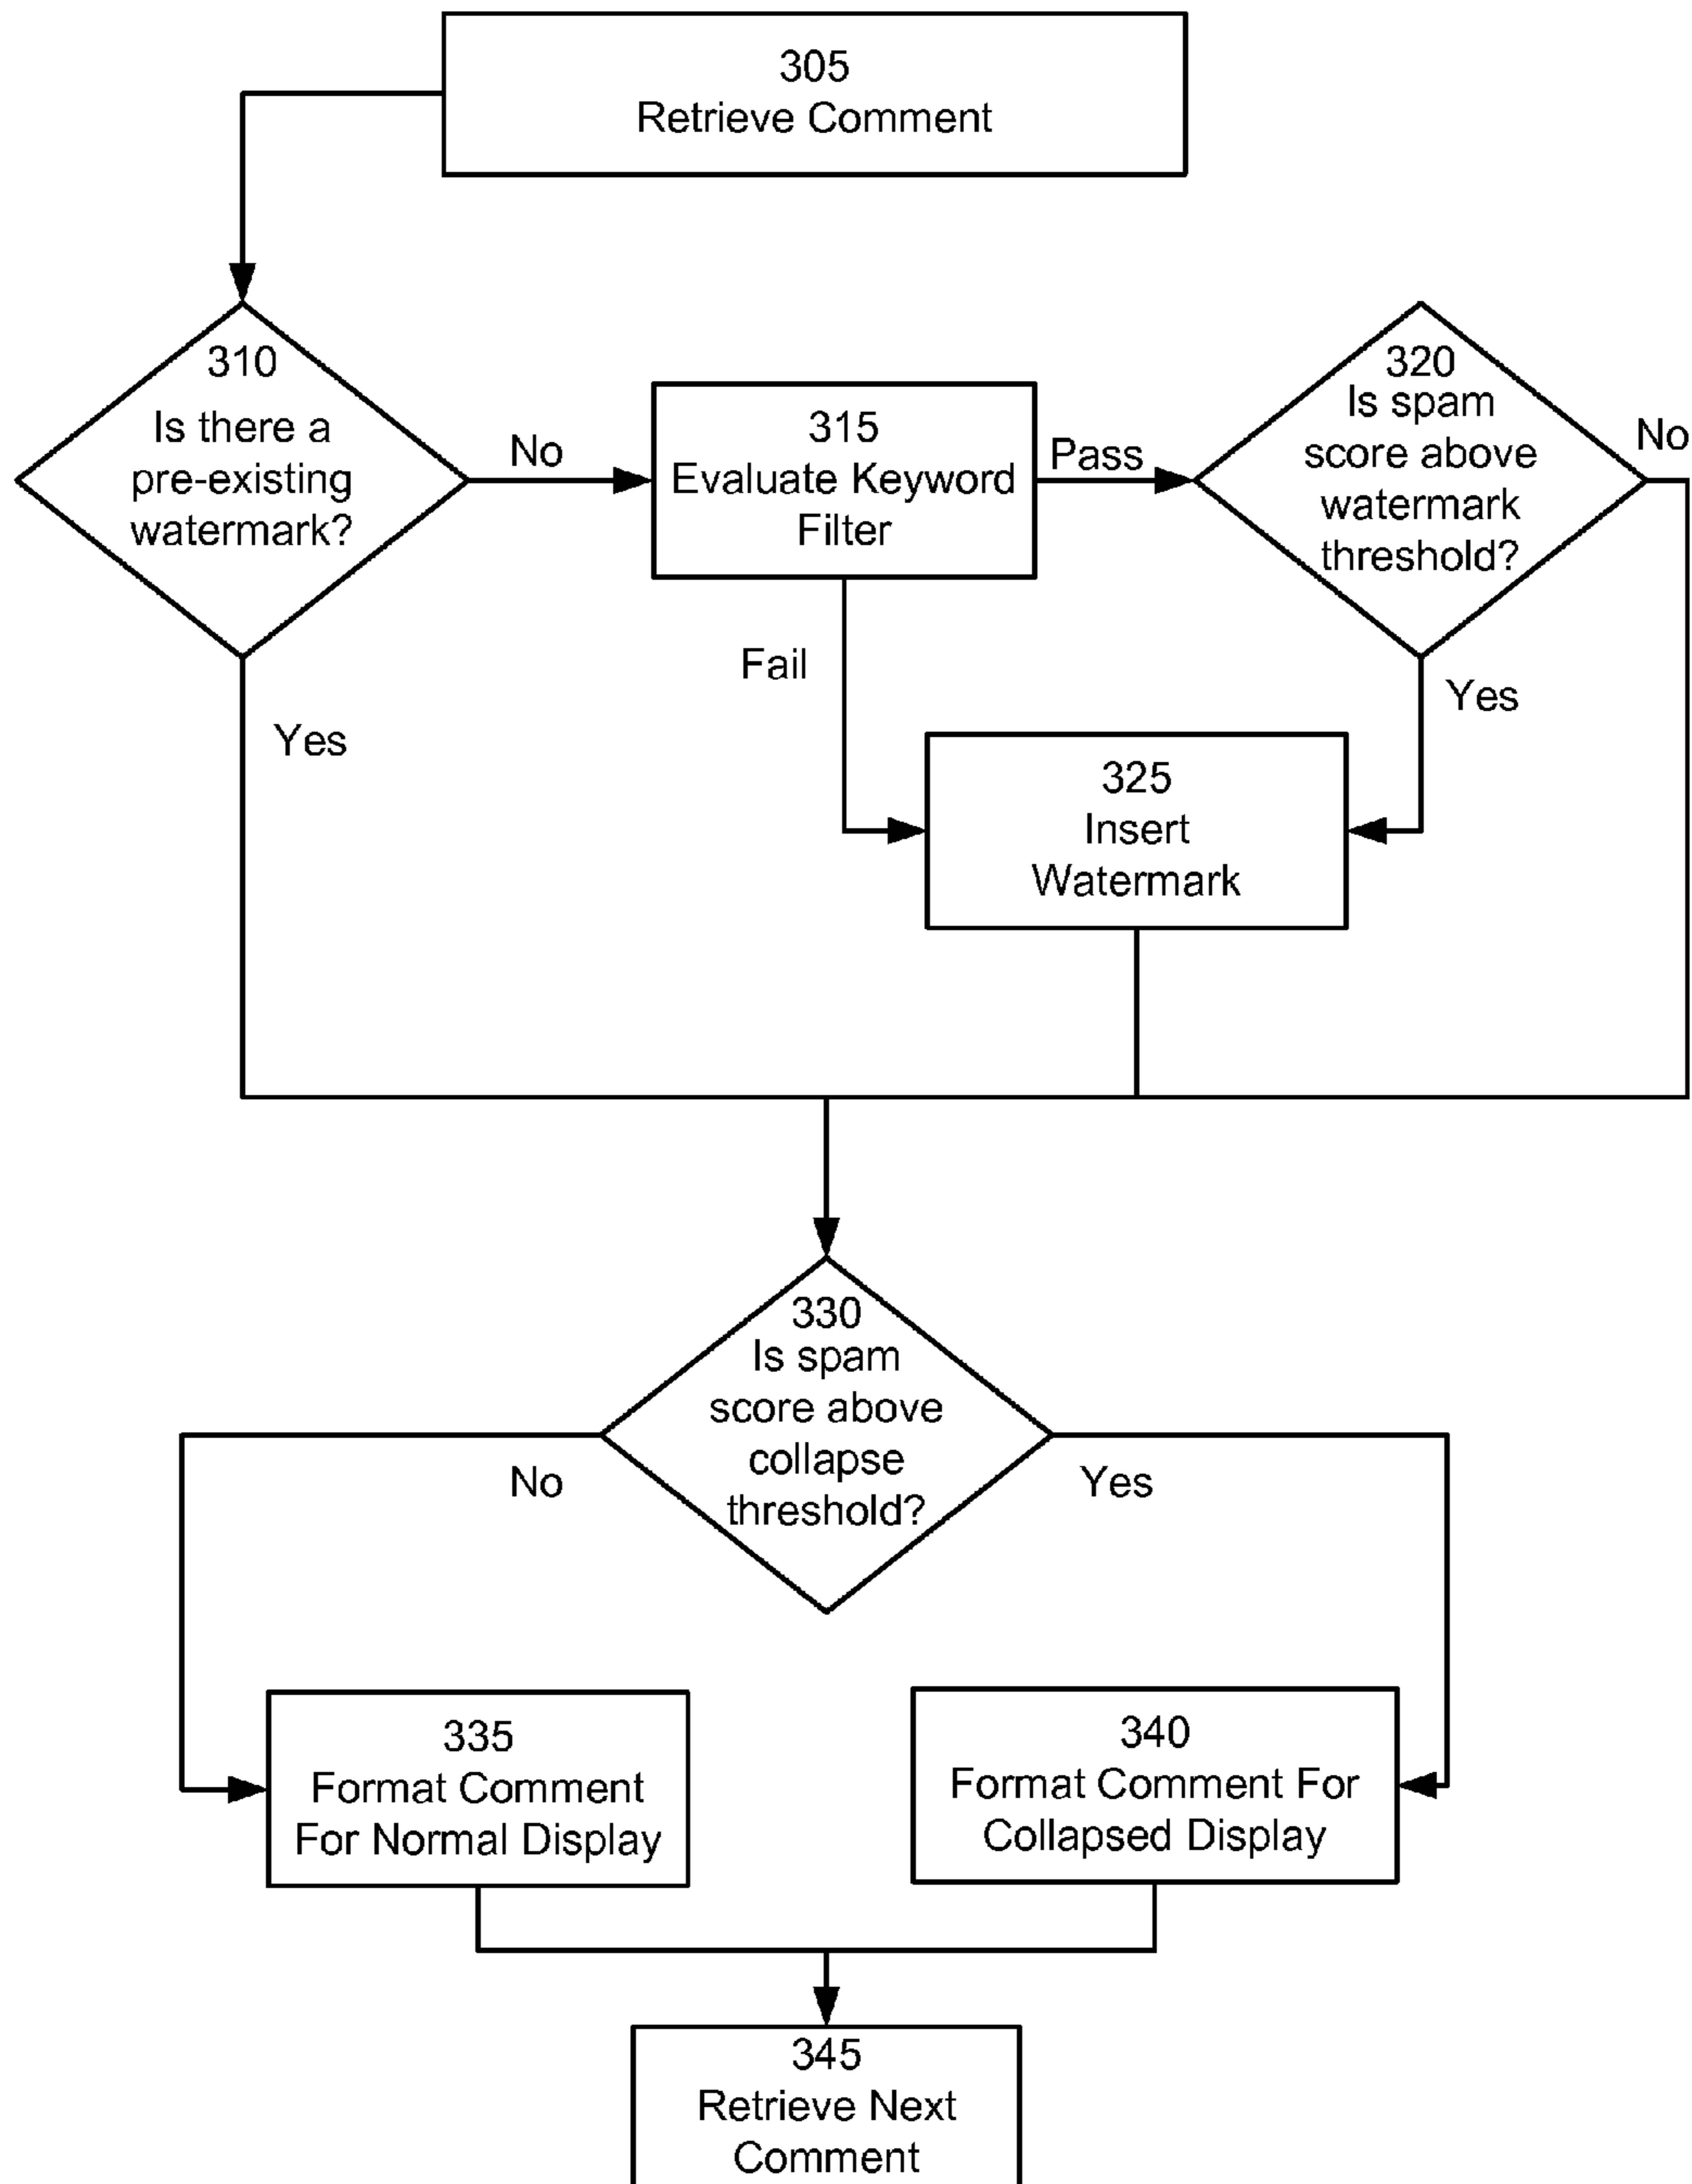 305
Retrieve Comment
310
Is there a
pre-existing
watermark?
No
315
Evaluate Keyword
Filter
Pass
320
Is spam
score above
watermark
threshold?
No
Fail
Yes
Yes
325
Insert
Watermark
330
Is spam
score above
collapse
threshold?
No
Yes
335
Format Comment
For Normal Display
340
Format Comment For
Collapsed Display
345
Retrieve Next
Comment